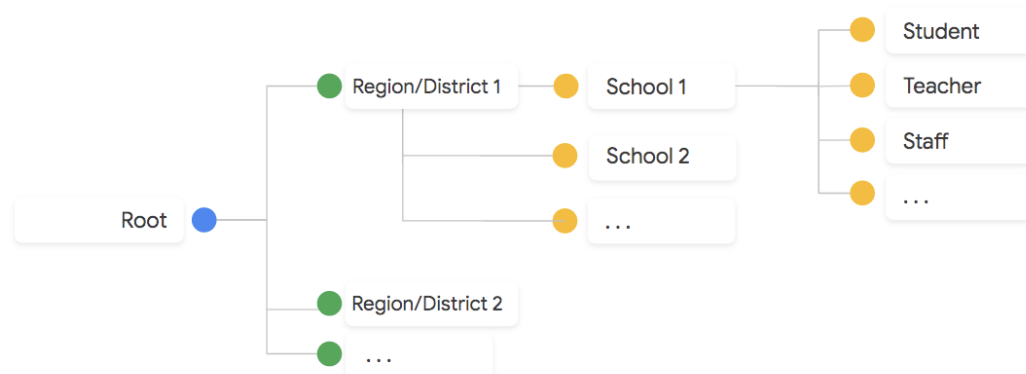 Student
Region/District 1
School 1
Teacher
School 2
Staff
Root
. . .
. . .
Region/District 2
. . .